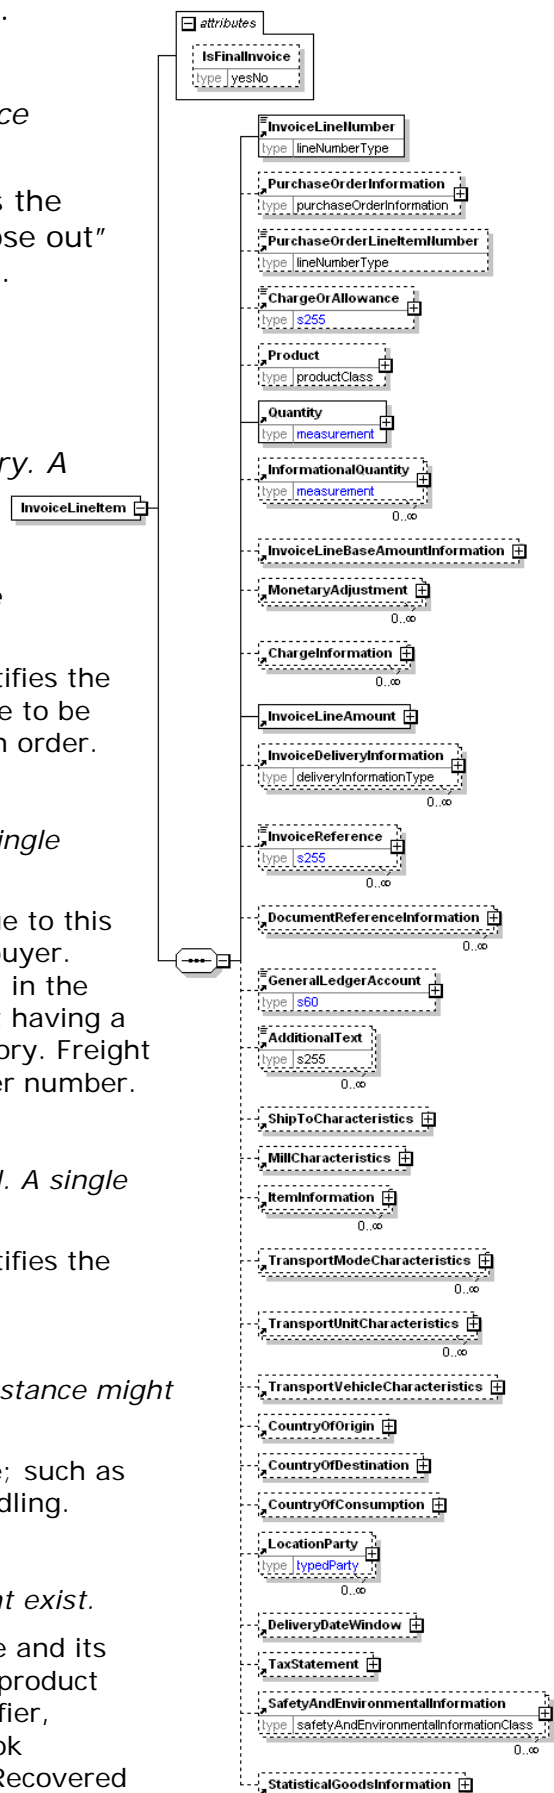 .
ce
s the
ose out"
.
ry. A
e
tifies the
e to be
n order.
ingle
ue to this
buyer.
in the
t having a
ory. Freight
er number.
l. A single
tifies the
stance might
e; such as
dling.
nt exist.
e and its
product
fier,
ok
Recovered
attributes
IsFinalInvoice
type yesNo
InvoiceLineItem
InvoiceLineNumber
type lineNumberType
PurchaseOrderInformation
type purchaseOrderInformation
PurchaseOrderLineItemNumber
type lineNumberType
ChargeOrAllowance
type s255
Product
type productClass
Quantity
type measurement
InformationalQuantity
type measurement
0..∞
InvoiceLineBaseAmountInformation
MonetaryAdjustment
0..∞
ChargeInformation
0..∞
InvoiceLineAmount
InvoiceDeliveryInformation
type deliveryInformationType
0..∞
InvoiceReference
type s255
0..∞
DocumentReferenceInformation
0..∞
GeneralLedgerAccount
type s60
AdditionalText
type s255
0..∞
ShipToCharacteristics
MillCharacteristics
ItemInformation
0..∞
TransportModeCharacteristics
0..∞
TransportUnitCharacteristics
0..∞
TransportVehicleCharacteristics
CountryOfOrigin
CountryOfDestination
CountryOfConsumption
LocationParty
type typedParty
0..∞
DeliveryDateWindow
TaxStatement
SafetyAndEnvironmentalInformation
type safetyAndEnvironmentalInformationClass
0..∞
StatisticalGoodsInformation